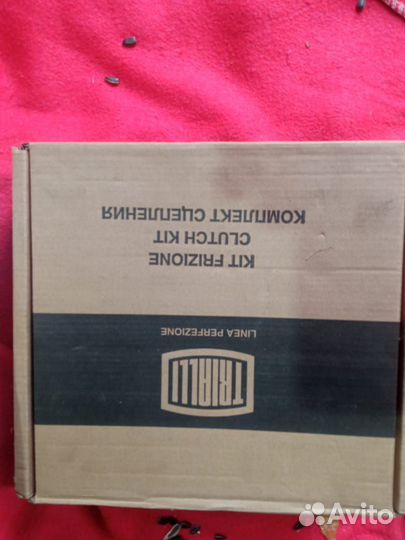 TRIALLI
LINEA PERFEZIONE
KIT FRIZIONE
CLUTCH KIT
КОМПЛЕКТ СЦЕПЛЕНИЯ
Avito